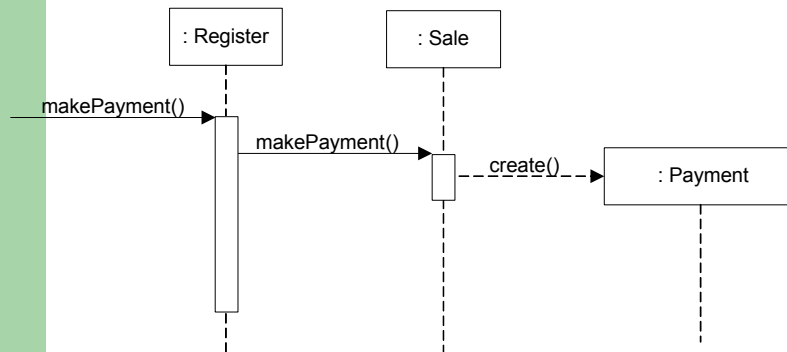 : Register
: Sale
makePayment()
makePayment()
create()
: Payment